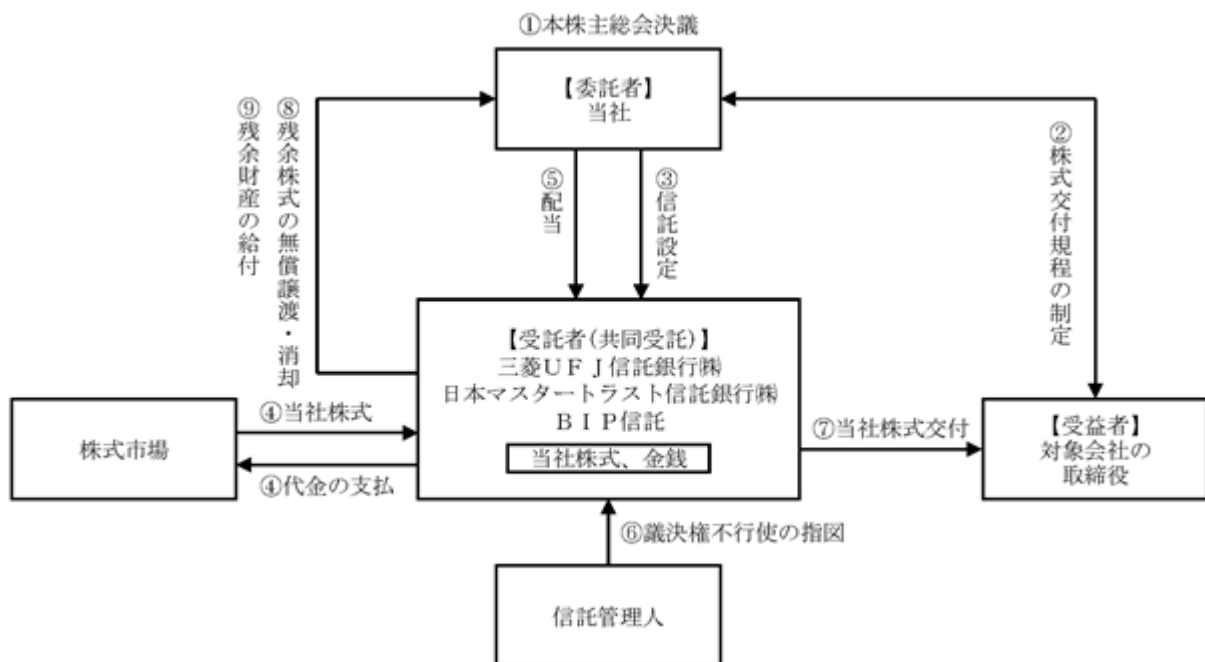 ①本株主総会決議
【委託者】
当社
⑨残余財産の給付
⑧残余株式の無償譲渡・消却
⑤配当
③信託設定
②株式交付規程の制定
【受託者(共同受託)】
三菱UFJ信託銀行㈱
日本マスタートラスト信託銀行㈱
BIP信託
当社株式、金銭
株式市場
④当社株式
④代金の支払
⑦当社株式交付
【受益者】
対象会社の
取締役
⑥議決権不行使の指図
信託管理人